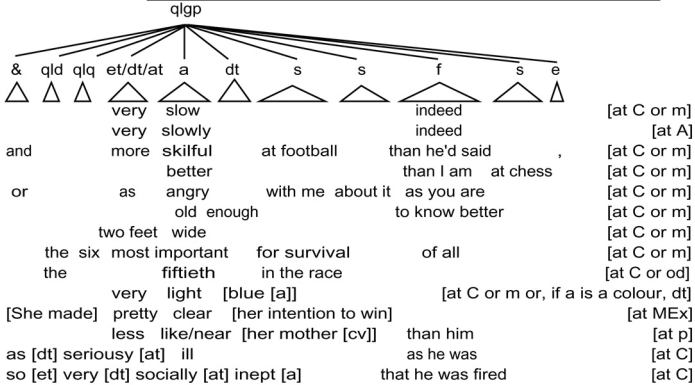 qlgp
& qld qlq et/dt/at a dt s s f s e
very slow indeed [at C or m]
very slowly indeed [at A]
and more skilful at football than he'd said , [at C or m]
better than I am at chess [at C or m]
or as angry with me about it as you are [at C or m]
old enough to know better [at C or m]
two feet wide [at C or m]
the six most important for survival of all [at C or m]
the fiftieth in the race [at C or od]
very light [blue [a]] [at C or m or, if a is a colour, dt]
[She made] pretty clear [her intention to win] [at MEx]
less like/near [her mother [cv]] than him [at p]
as [dt] seriousy [at] ill as he was [at C]
so [et] very [dt] socially [at] inept [a] that he was fired [at C]